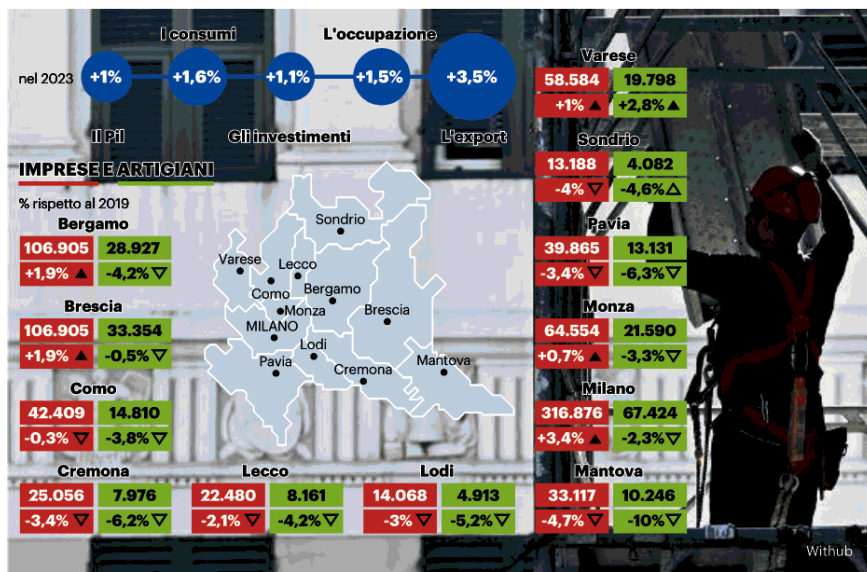 I consumi
L'occupazione
nel 2023
+1%
+1,6%
+1,1%
+1,5%
+3,5%
Il Pil
Gli investimenti
L'export
IMPRESE E ARTIGIANI
% rispetto al 2019
Bergamo
106.905 28.927
+1,9% ▲ -4,2% ▽
Brescia
106.905 33.354
+1,9% ▲ -0,5% ▽
Como
42.409 14.810
-0,3% ▽ -3,8% ▽
Cremona
25.056 7.976
-3,4% ▽ -6,2% ▽
Lecco
22.480 8.161
-2,1% ▽ -4,2% ▽
Lodi
14.068 4.913
-3% ▽ -5,2% ▽
Sondrio
Varese
Lecco
Como
Bergamo
Monza
Brescia
MILANO
Lodi
Pavia
Cremona
Mantova
Varese
58.584 19.798
+1% ▲ +2,8% ▲
Sondrio
13.188 4.082
-4% ▽ -4,6% △
Pavia
39.865 13.131
-3,4% ▽ -6,3% ▽
Monza
64.554 21.590
+0,7% ▲ -3,3% ▽
Milano
316.876 67.424
+3,4% ▲ -2,3% ▽
Mantova
33.117 10.246
-4,7% ▽ -10% ▽
Withub